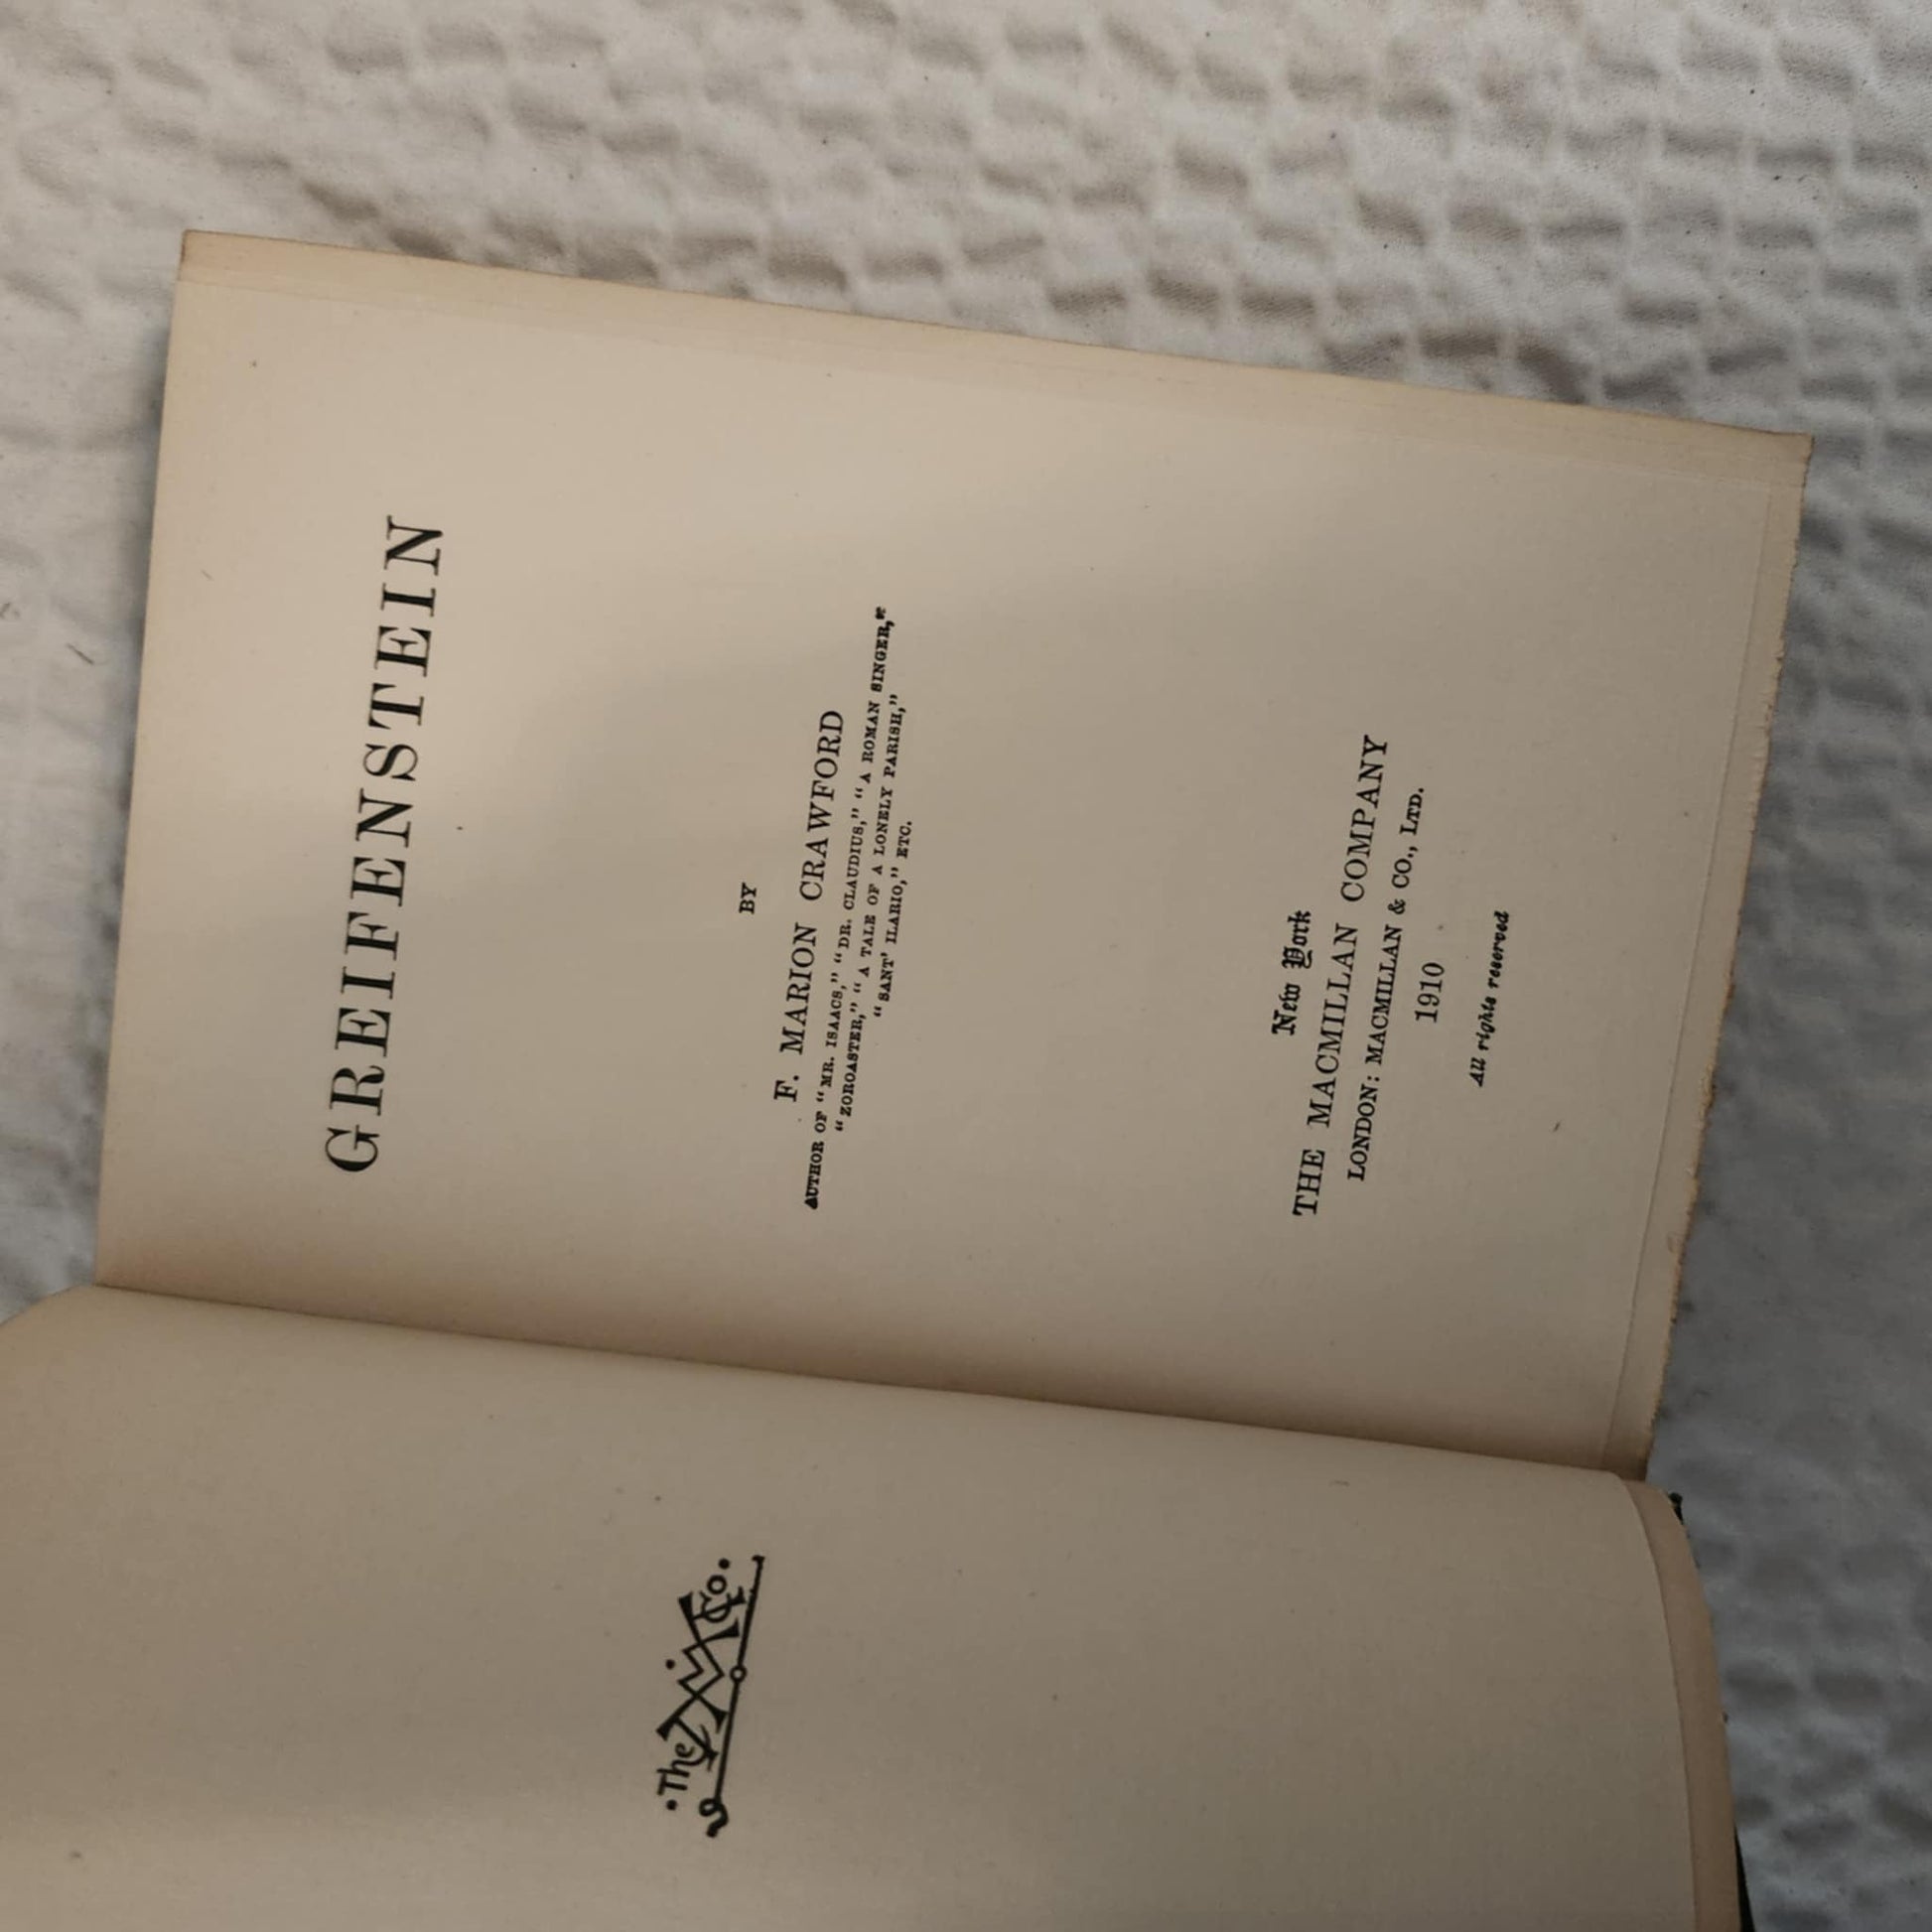 ·The MM Co.·
GREIFENSTEIN
BY
F. MARION CRAWFORD
AUTHOR OF "MR. ISAACS," "DR. CLAUDIUS," "A ROMAN SINGER,"
"ZOROASTER," "A TALE OF A LONELY PARISH,"
"SANT' ILARIO," ETC.
New York
THE MACMILLAN COMPANY
LONDON: MACMILLAN & CO., LTD.
1910
All rights reserved